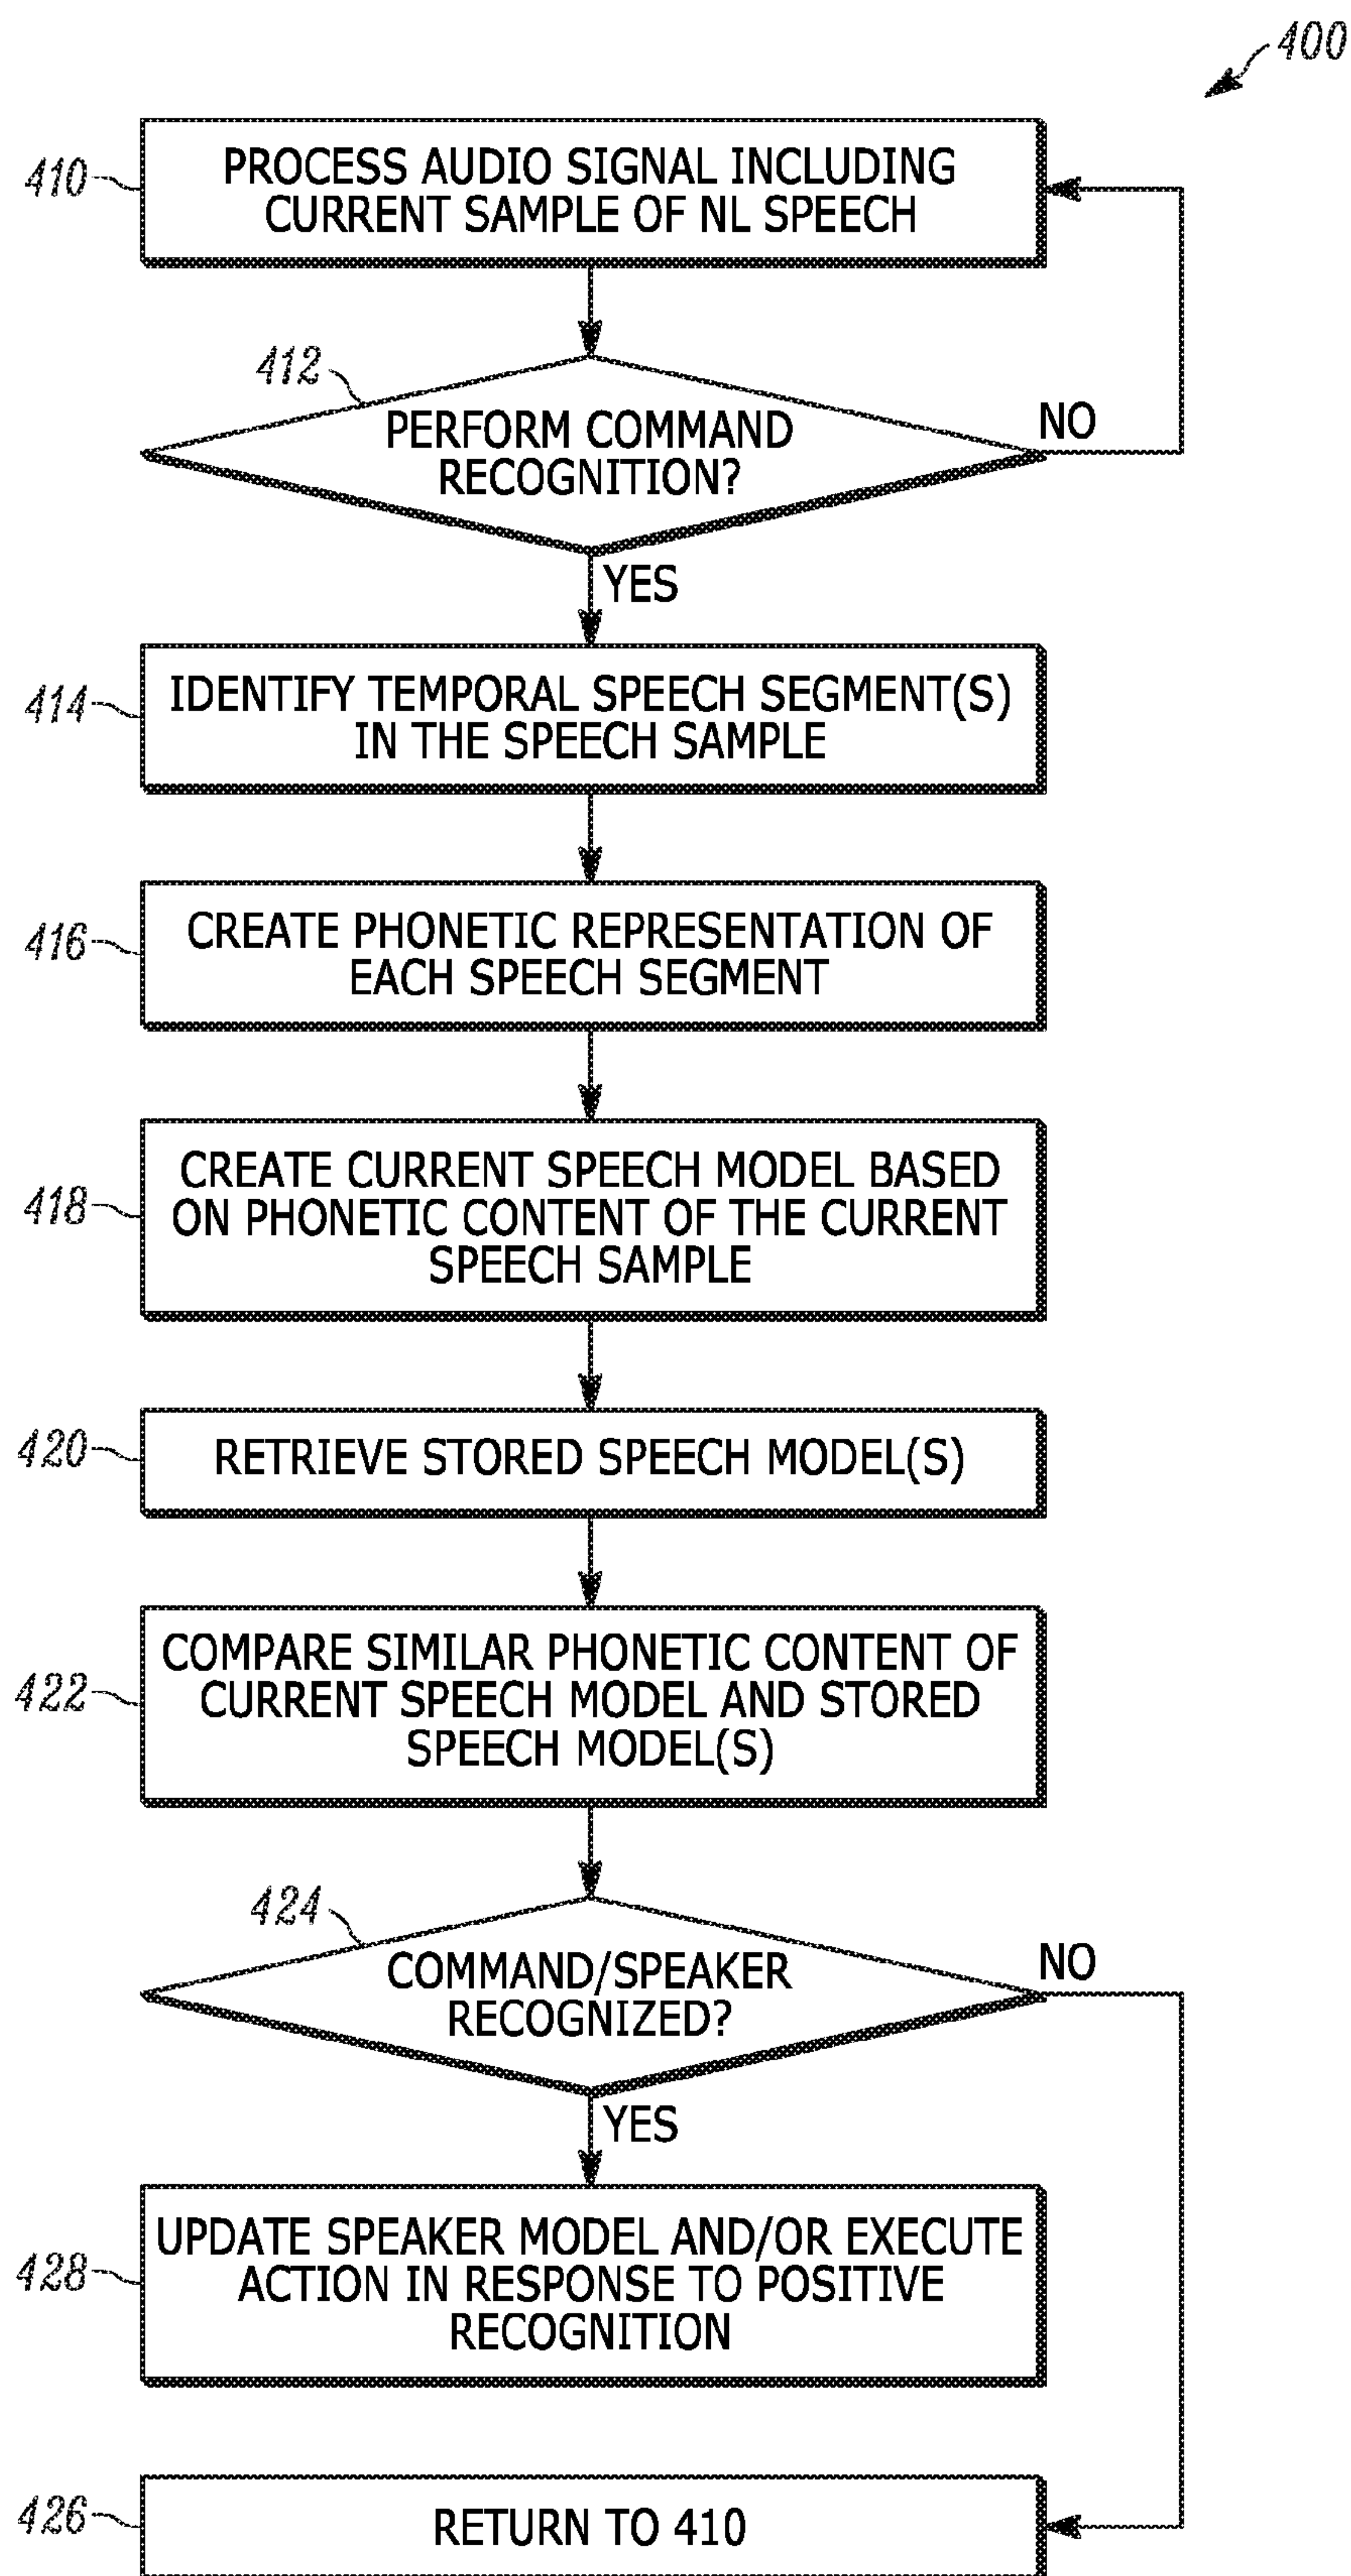 400
410
PROCESS AUDIO SIGNAL INCLUDING
CURRENT SAMPLE OF NL SPEECH
412
PERFORM COMMAND
RECOGNITION?
NO
YES
414
IDENTIFY TEMPORAL SPEECH SEGMENT(S)
IN THE SPEECH SAMPLE
416
CREATE PHONETIC REPRESENTATION OF
EACH SPEECH SEGMENT
418
CREATE CURRENT SPEECH MODEL BASED
ON PHONETIC CONTENT OF THE CURRENT
SPEECH SAMPLE
420
RETRIEVE STORED SPEECH MODEL(S)
422
COMPARE SIMILAR PHONETIC CONTENT OF
CURRENT SPEECH MODEL AND STORED
SPEECH MODEL(S)
424
COMMAND/SPEAKER
RECOGNIZED?
NO
YES
428
UPDATE SPEAKER MODEL AND/OR EXECUTE
ACTION IN RESPONSE TO POSITIVE
RECOGNITION
426
RETURN TO 410